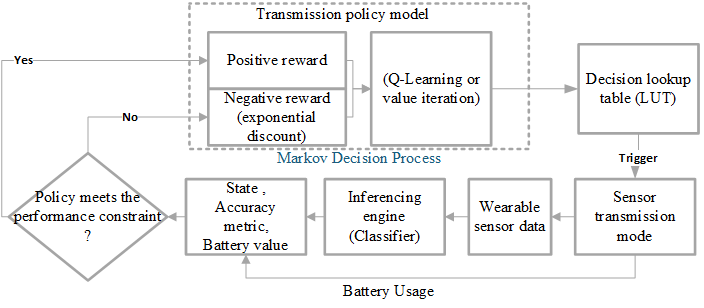 Transmission policy model
Yes
Positive reward
Negative reward
(exponential
discount)
(Q-Learning or
value iteration)
Decision lookup
table (LUT)
No
Markov Decision Process
Trigger
Policy meets the
performance constraint
?
State ,
Accuracy
metric,
Battery value
Inferencing
engine
(Classifier)
Wearable
sensor data
Sensor
transmission
mode
Battery Usage